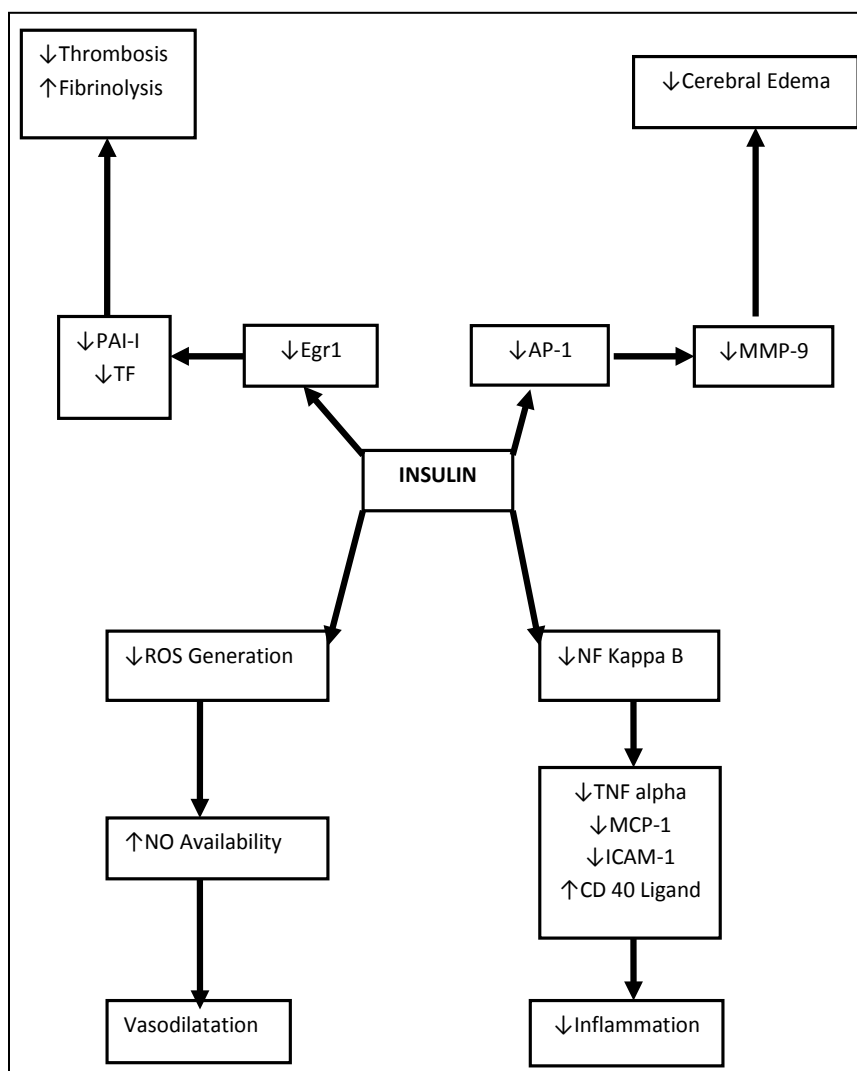 ↓Thrombosis
↑Fibrinolysis
↓Cerebral Edema
↓PAI-I
↓TF
↓Egr1
↓AP-1
↓MMP-9
INSULIN
↓ROS Generation
↓NF Kappa B
↑NO Availability
↓TNF alpha
↓MCP-1
↓ICAM-1
↑CD 40 Ligand
Vasodilatation
↓Inflammation